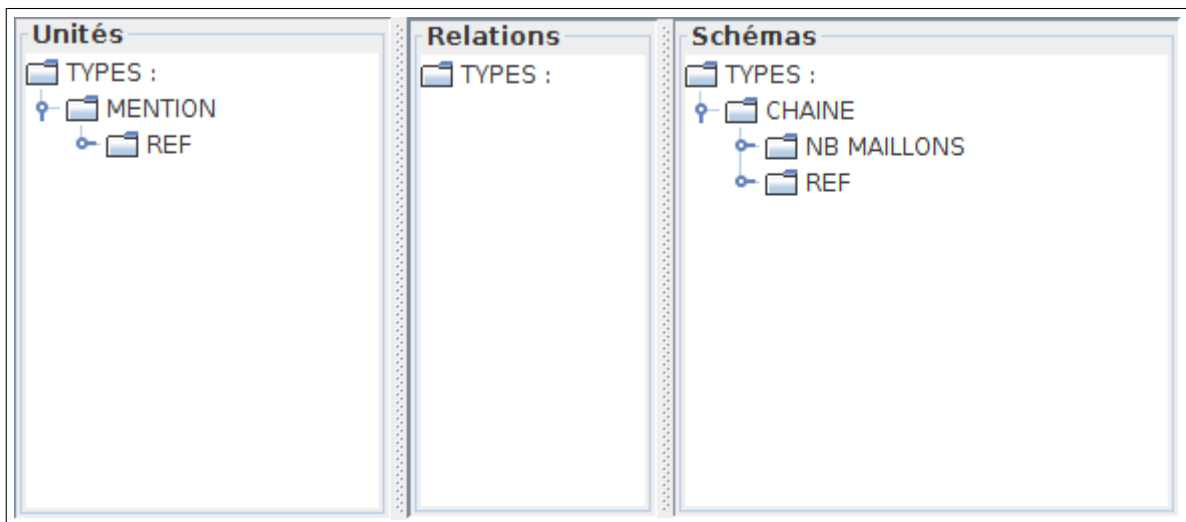 Unités
TYPES :
MENTION
REF
Relations
TYPES :
Schémas
TYPES :
CHAINE
NB MAILLONS
REF